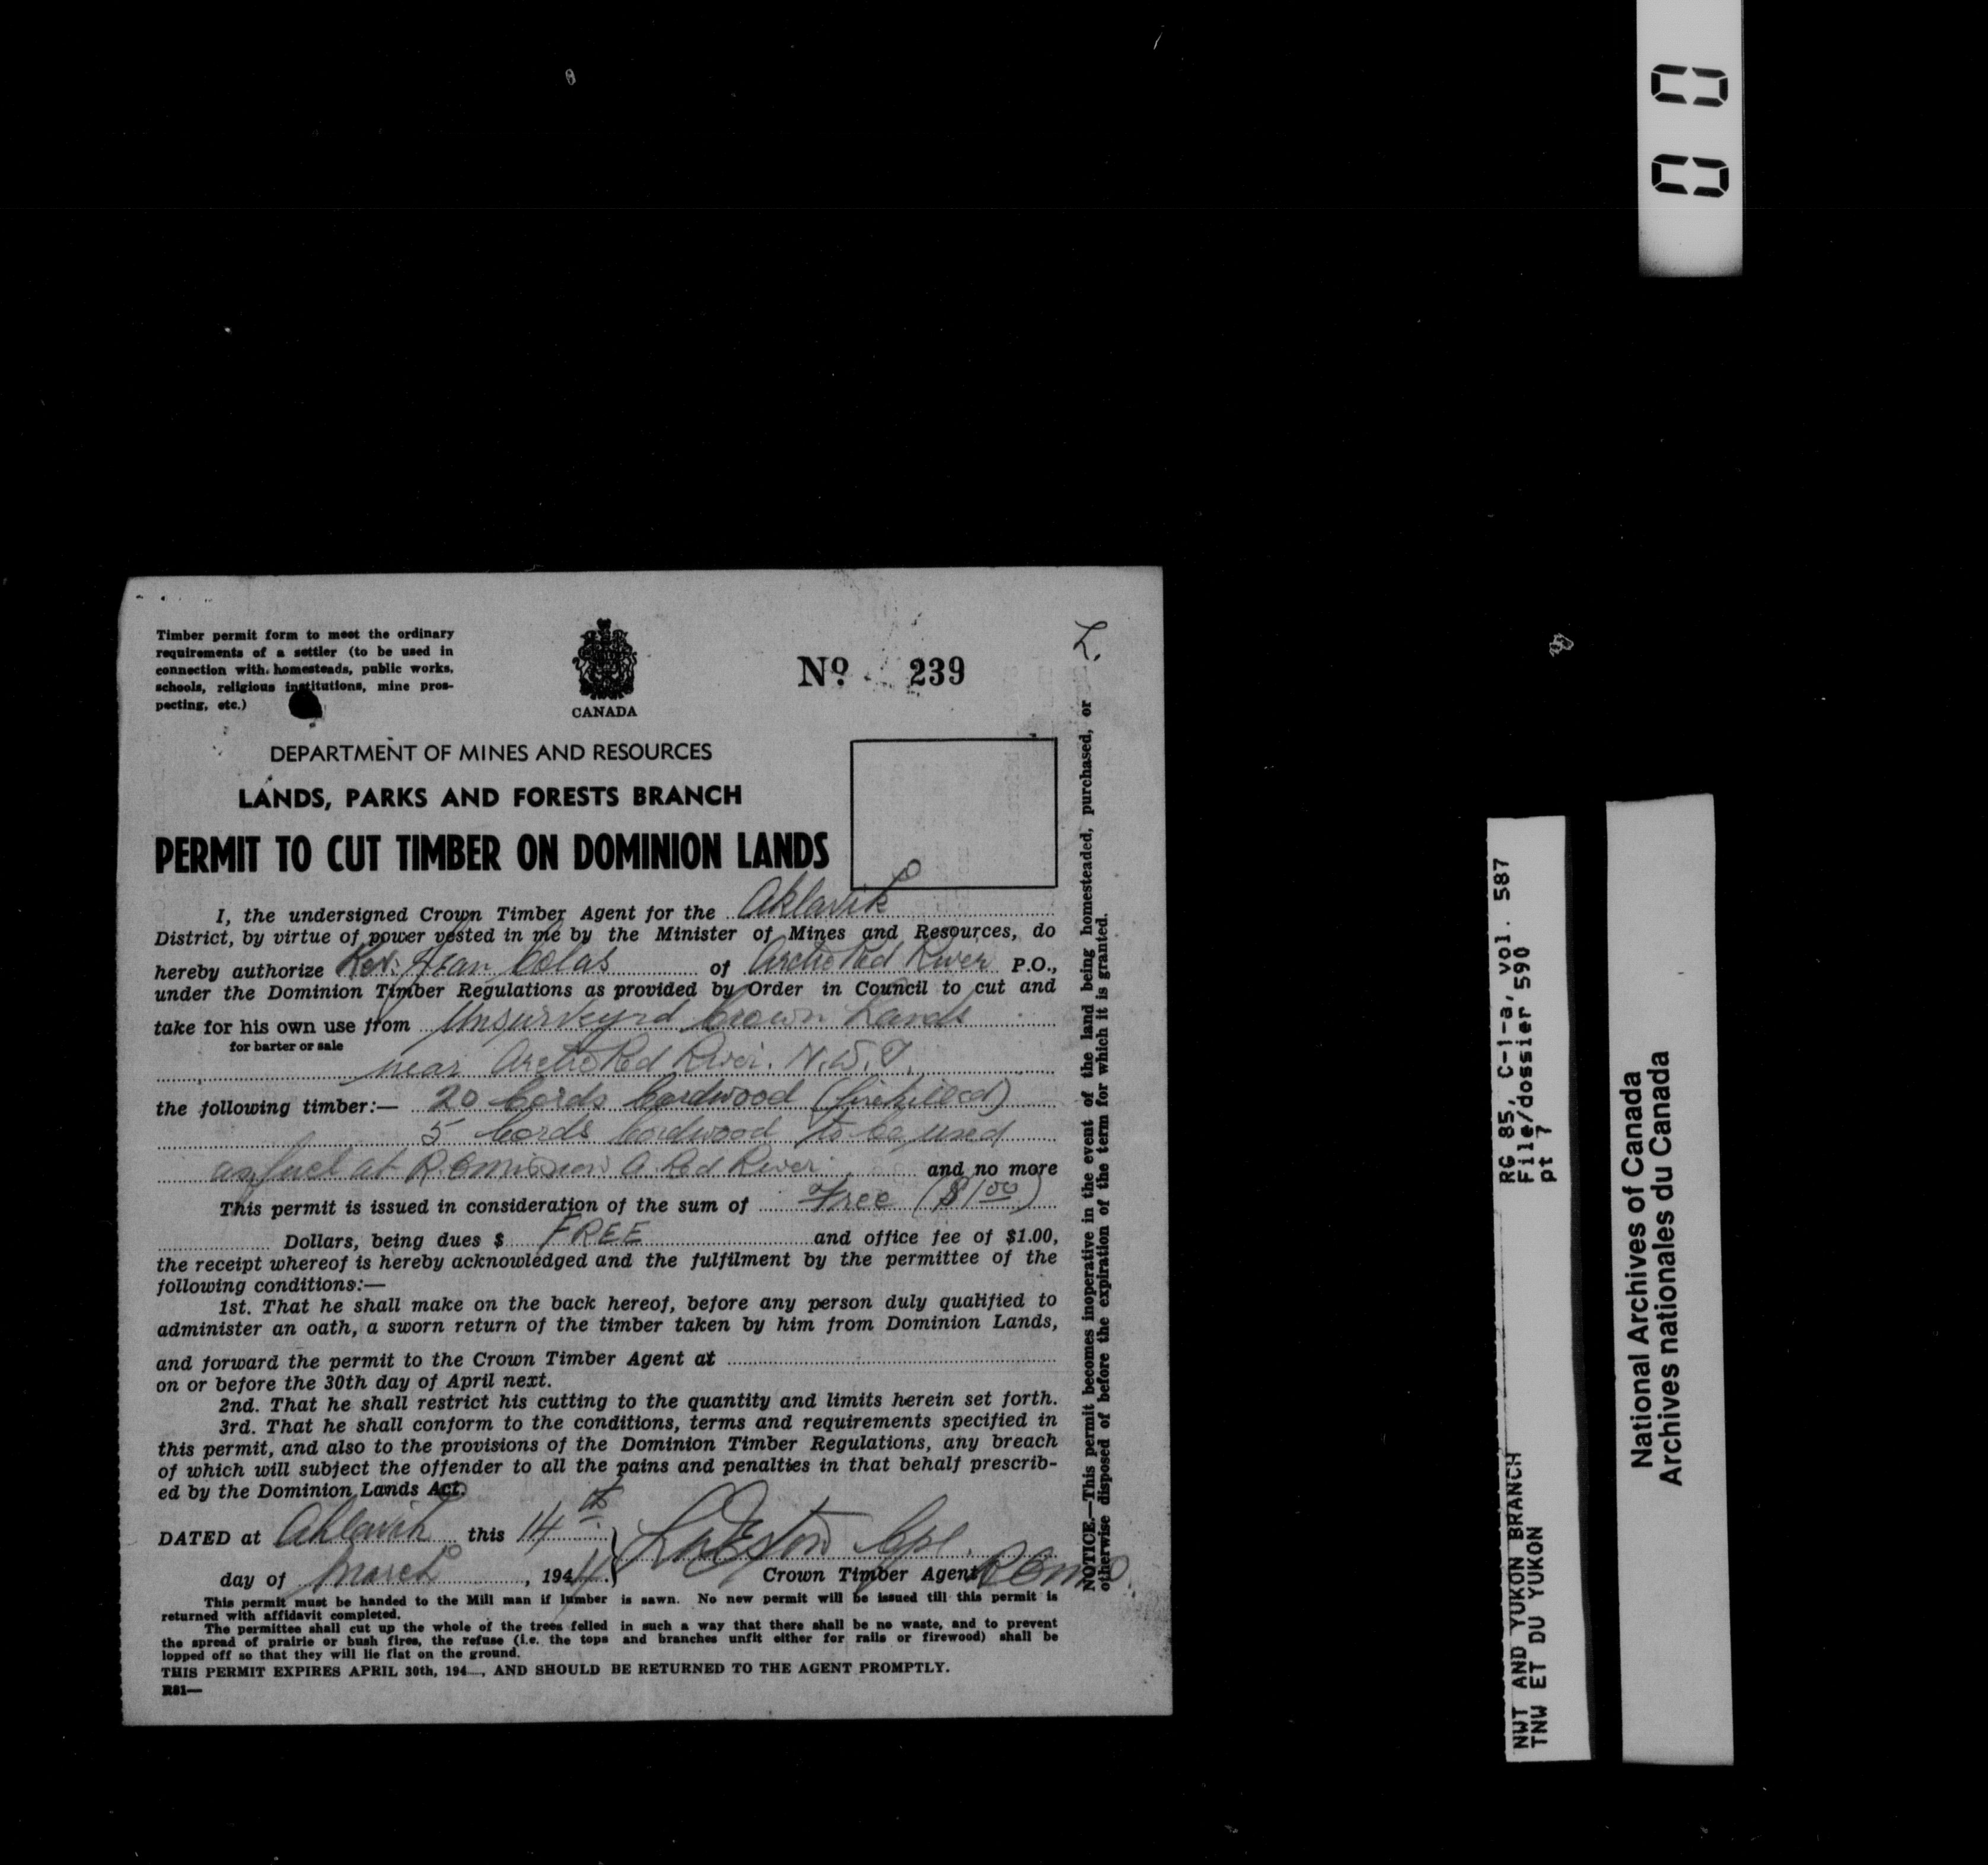 Timber permit form to meet the ordinary
requirements of a settler (to be used in
connection with homesteads, public works,
schools, religious institutions, mine pros-
pecting, etc.)
CANADA
No. 239
L.
DEPARTMENT OF MINES AND RESOURCES
LANDS, PARKS AND FORESTS BRANCH
PERMIT TO CUT TIMBER ON DOMINION LANDS
I, the undersigned Crown Timber Agent for the Aklavik
District, by virtue of power vested in me by the Minister of Mines and Resources, do
hereby authorize Rev. Jean Colas of Arctic Red River P.O.,
under the Dominion Timber Regulations as provided by Order in Council to cut and
take for his own use from Unsurveyed Crown Lands
for barter or sale
near Arctic Red River. N.W.T.
the following timber:— 20 Cords Cordwood (firekilled)
5 Cords Cordwood to be used
as fuel at R.C. mission A. Red River. and no more
This permit is issued in consideration of the sum of Free ($1.00)
Dollars, being dues $ FREE and office fee of $1.00,
the receipt whereof is hereby acknowledged and the fulfilment by the permittee of the
following conditions:—
1st. That he shall make on the back hereof, before any person duly qualified to
administer an oath, a sworn return of the timber taken by him from Dominion Lands,
and forward the permit to the Crown Timber Agent at
on or before the 30th day of April next.
2nd. That he shall restrict his cutting to the quantity and limits herein set forth.
3rd. That he shall conform to the conditions, terms and requirements specified in
this permit, and also to the provisions of the Dominion Timber Regulations, any breach
of which will subject the offender to all the pains and penalties in that behalf prescrib-
ed by the Dominion Lands Act.
DATED at Aklavik this 14th Cpl.
day of March, 1944. Crown Timber Agent
This permit must be handed to the Mill man if lumber is sawn. No new permit will be issued till this permit is
returned with affidavit completed.
The permittee shall cut up the whole of the trees felled in such a way that there shall be no waste, and to prevent
the spread of prairie or bush fires, the refuse (i.e. the tops and branches unfit either for rails or firewood) shall be
lopped off so that they will lie flat on the ground.
THIS PERMIT EXPIRES APRIL 30th, 194—, AND SHOULD BE RETURNED TO THE AGENT PROMPTLY.
R81—
NOTICE.—This permit becomes inoperative in the event of the land being homesteaded, purchased, or
otherwise disposed of before the expiration of the term for which it is granted.
NWT AND YUKON BRANCH RG 85, C-1-a, vol. 587
TNW ET DU YUKON File/dossier 590
pt 7
National Archives of Canada
Archives nationales du Canada
00